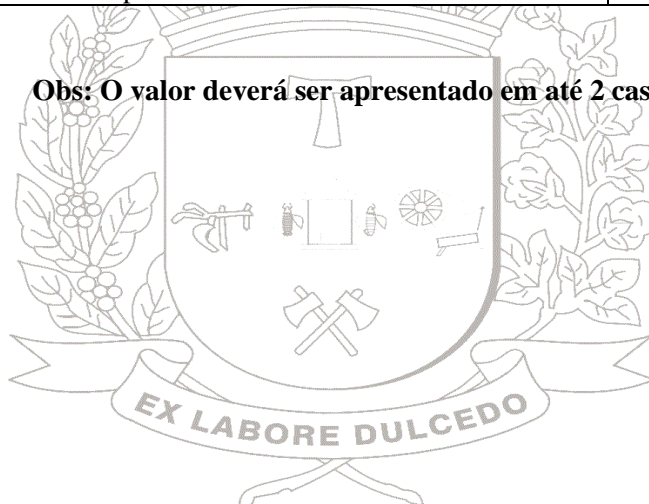 Obs: O valor deverá ser apresentado em até 2 cas
EX LABORE DULCEDO